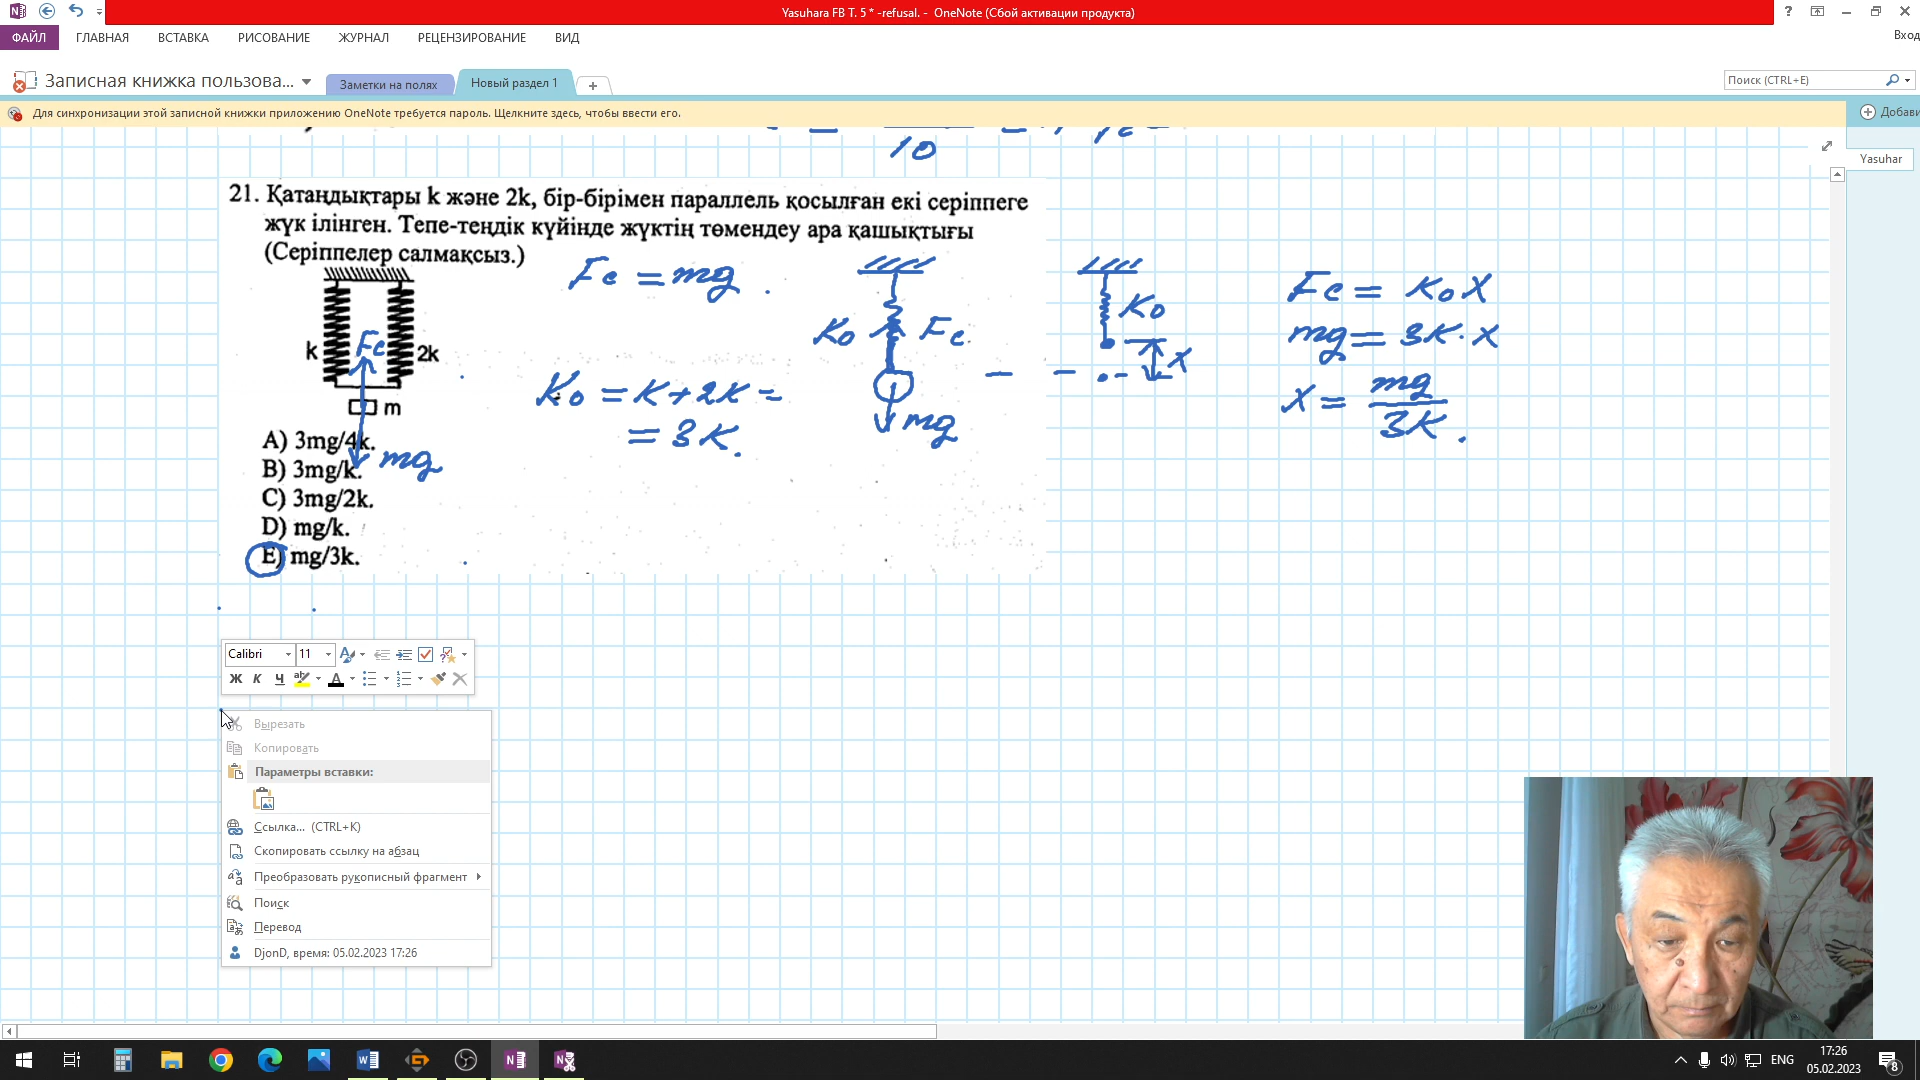 Yasuhara FB T. 5 * -refusal. - OneNote (Сбой активации продукта)
ФАЙЛ ГЛАВНАЯ ВСТАВКА РИСОВАНИЕ ЖУРНАЛ РЕЦЕНЗИРОВАНИЕ ВИД
Вход
Записная книжка пользова... Заметки на полях Новый раздел 1
Поиск (CTRL+E)
Для синхронизации этой записной книжки приложению OneNote требуется пароль. Щелкните здесь, чтобы ввести его.
Добави
Yasuhar
10
21. Қатаңдықтары k және 2k, бір-бірімен параллель қосылған екі серіппеге
жүк ілінген. Тепе-теңдік күйінде жүктің төмендеу ара қашықтығы
(Серіппелер салмақсыз.)
Fc = mg.
k Fc 2k
m
mg
K₀ = K + 2K =
= 3K.
K₀ Fc
mg
K₀
X
Fc = K₀X
mg = 3K · X
X = mg/3K.
A) 3mg/4k.
B) 3mg/k.
C) 3mg/2k.
D) mg/k.
E) mg/3k.
Calibri 11
Ж К Ч A
Вырезать
Копировать
Параметры вставки:
Ссылка... (CTRL+K)
Скопировать ссылку на абзац
Преобразовать рукописный фрагмент
Поиск
Перевод
DjonD, время: 05.02.2023 17:26
ENG
17:26
05.02.2023
8